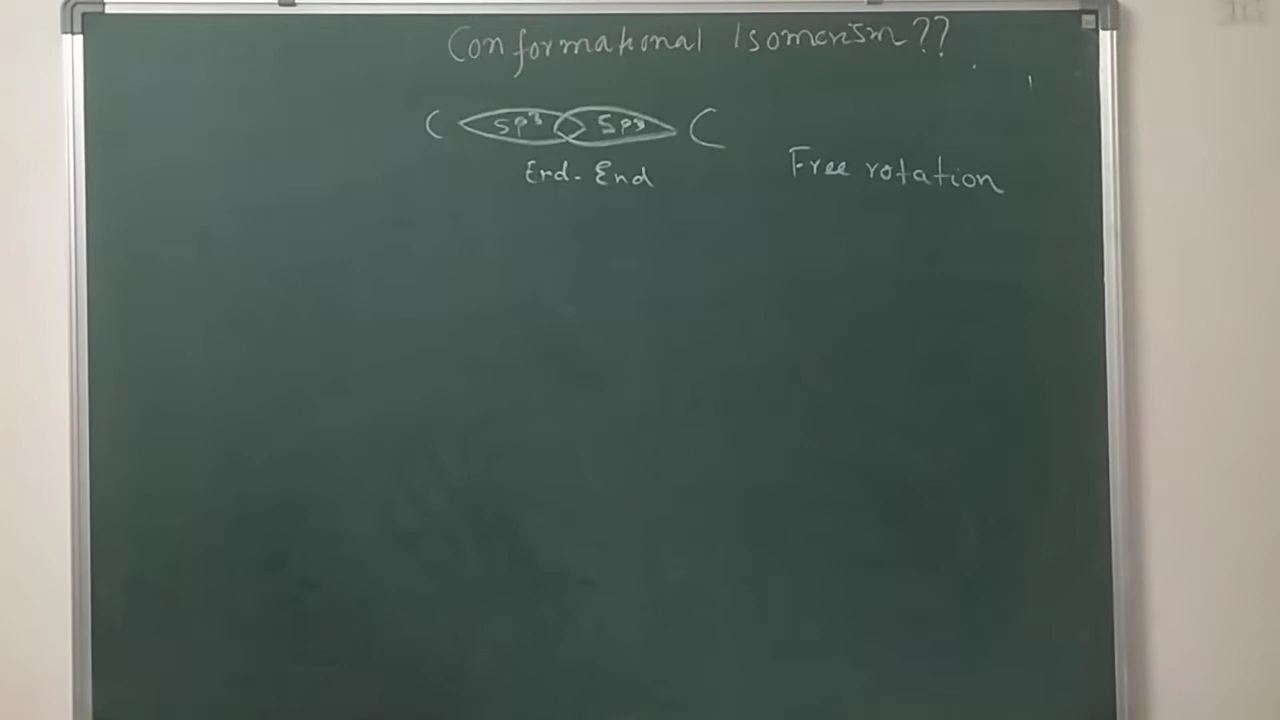 Conformational Isomerism??
C sp³ sp³ C
End-End
Free rotation